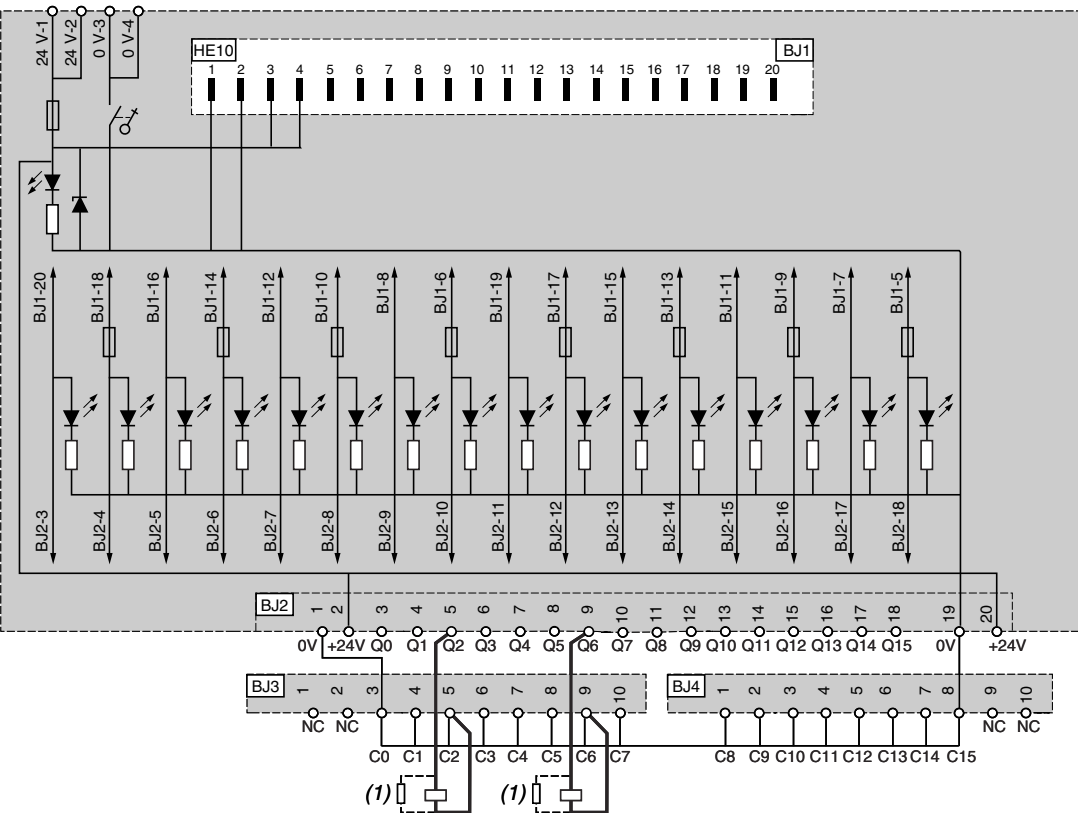 24 V-1 24 V-2 0 V-3 0 V-4
HE10 BJ1
1 2 3 4 5 6 7 8 9 10 11 12 13 14 15 16 17 18 19 20
BJ1-20 BJ1-18 BJ1-16 BJ1-14 BJ1-12 BJ1-10 BJ1-8 BJ1-6 BJ1-19 BJ1-17 BJ1-15 BJ1-13 BJ1-11 BJ1-9 BJ1-7 BJ1-5
BJ2-3 BJ2-4 BJ2-5 BJ2-6 BJ2-7 BJ2-8 BJ2-9 BJ2-10 BJ2-11 BJ2-12 BJ2-13 BJ2-14 BJ2-15 BJ2-16 BJ2-17 BJ2-18
BJ2 1 2 3 4 5 6 7 8 9 10 11 12 13 14 15 16 17 18 19 20
0V +24V Q0 Q1 Q2 Q3 Q4 Q5 Q6 Q7 Q8 Q9 Q10 Q11 Q12 Q13 Q14 Q15 0V +24V
BJ3 1 2 3 4 5 6 7 8 9 10 BJ4 1 2 3 4 5 6 7 8 9 10
NC NC NC NC
C0 C1 C2 C3 C4 C5 C6 C7 C8 C9 C10 C11 C12 C13 C14 C15
(1) (1)